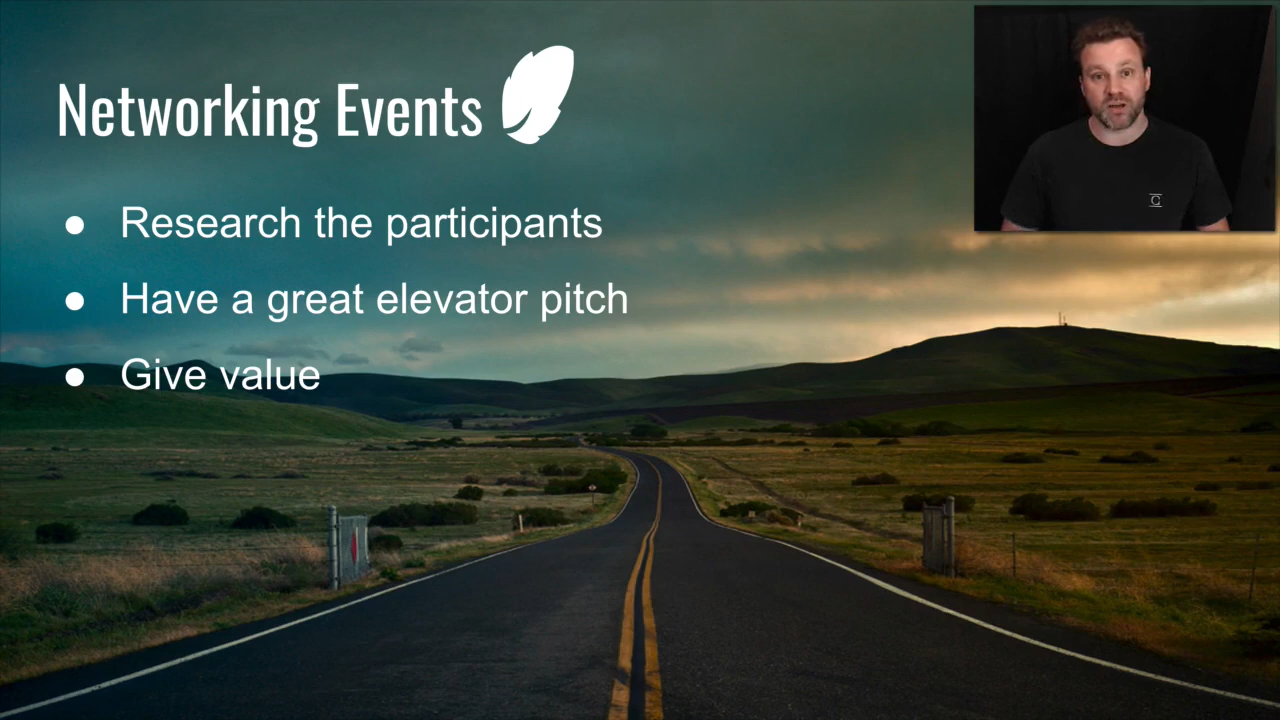 Networking Events
● Research the participants
● Have a great elevator pitch
● Give value